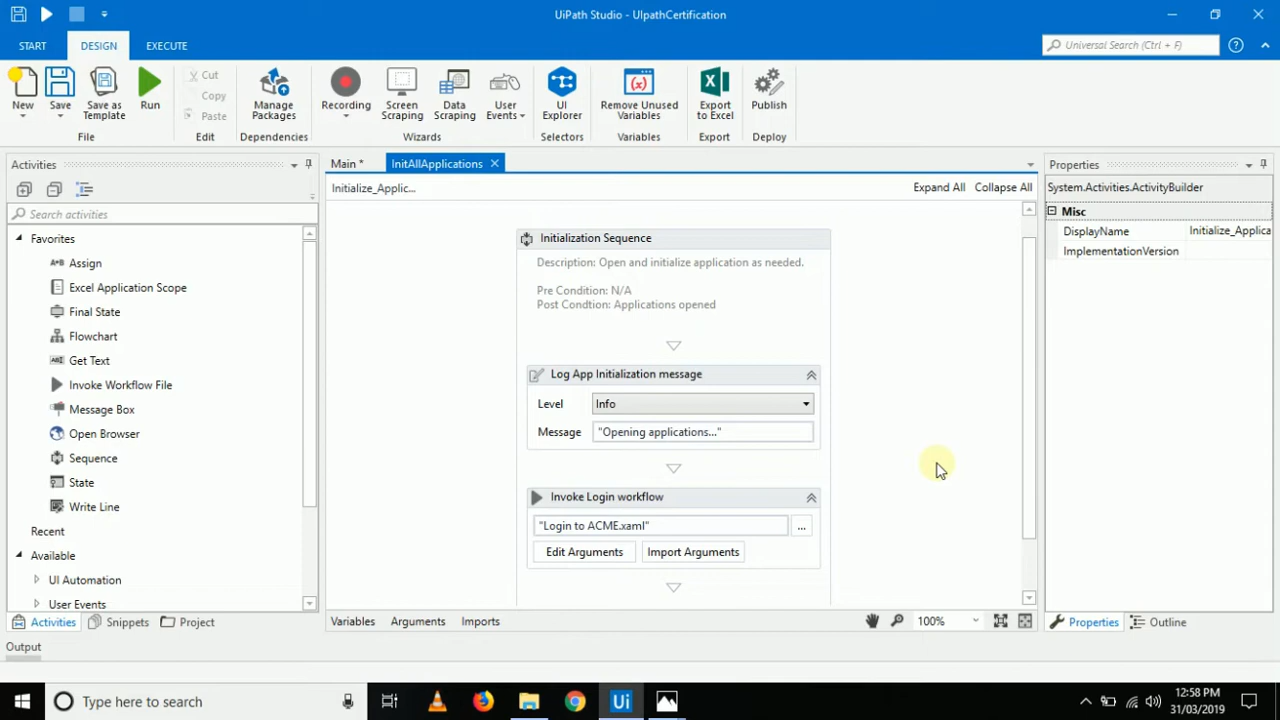 UiPath Studio - UIpathCertification
START
DESIGN
EXECUTE
Universal Search (Ctrl + F)
New
Save
Save as
Template
Run
Cut
Copy
Paste
Manage
Packages
Recording
Screen
Scraping
Data
Scraping
User
Events
UI
Explorer
Remove Unused
Variables
Export
to Excel
Publish
File
Edit
Dependencies
Wizards
Selectors
Variables
Export
Deploy
Activities
Search activities
Favorites
Assign
Excel Application Scope
Final State
Flowchart
Get Text
Invoke Workflow File
Message Box
Open Browser
Sequence
State
Write Line
Recent
Available
UI Automation
User Events
Activities
Snippets
Project
Output
Main *
InitAllApplications
Initialize_Applic...
Expand All
Collapse All
Initialization Sequence
Description: Open and initialize application as needed.
Pre Condition: N/A
Post Condtion: Applications opened
Log App Initialization message
Level
Info
Message
"Opening applications..."
Invoke Login workflow
"Login to ACME.xaml"
...
Edit Arguments
Import Arguments
Variables
Arguments
Imports
100%
Properties
System.Activities.ActivityBuilder
Misc
DisplayName
Initialize_Applica
ImplementationVersion
Properties
Outline
Type here to search
Ui
12:58 PM
31/03/2019